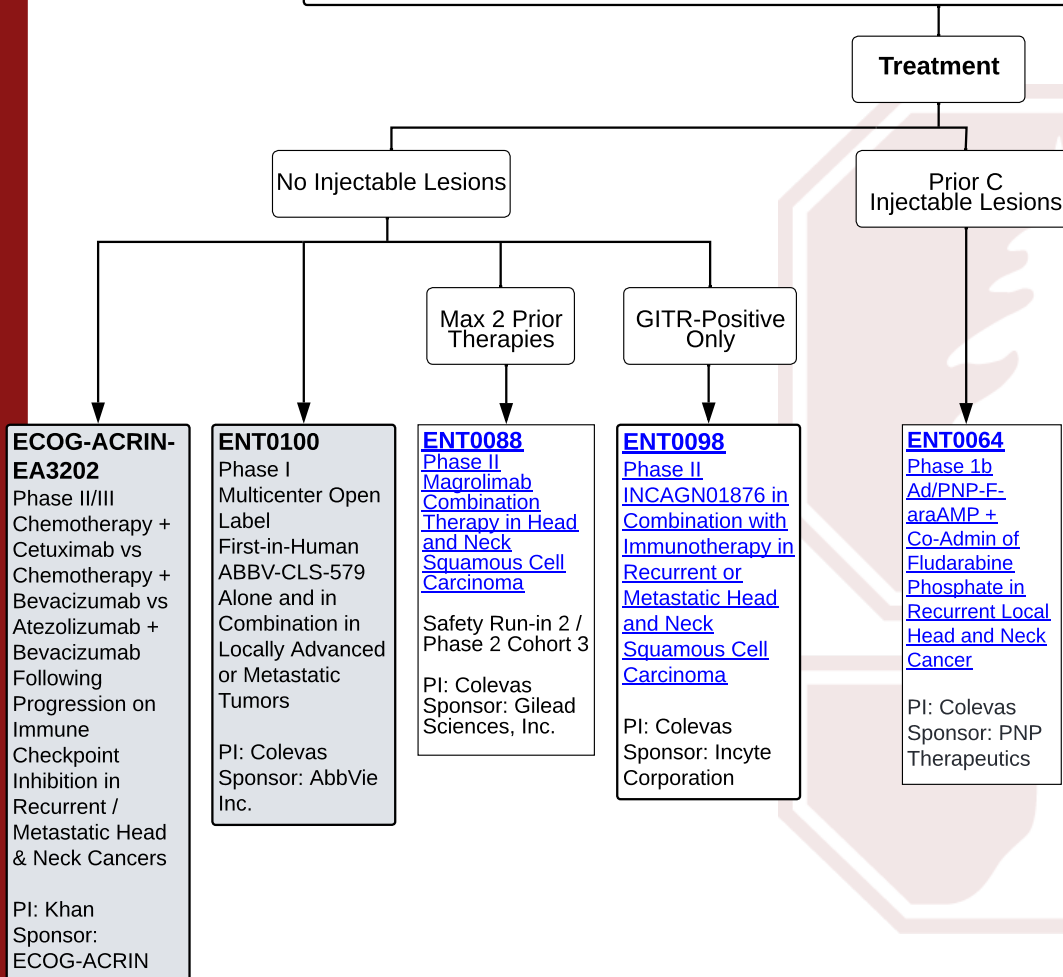 Treatment
No Injectable Lesions
Prior C
Injectable Lesions
Max 2 Prior
Therapies
GITR-Positive
Only
ECOG-ACRIN-
EA3202
Phase II/III
Chemotherapy +
Cetuximab vs
Chemotherapy +
Bevacizumab vs
Atezolizumab +
Bevacizumab
Following
Progression on
Immune
Checkpoint
Inhibition in
Recurrent /
Metastatic Head
& Neck Cancers
PI: Khan
Sponsor:
ECOG-ACRIN
ENT0100
Phase I
Multicenter Open
Label
First-in-Human
ABBV-CLS-579
Alone and in
Combination in
Locally Advanced
or Metastatic
Tumors
PI: Colevas
Sponsor: AbbVie
Inc.
ENT0088
Phase II
Magrolimab
Combination
Therapy in Head
and Neck
Squamous Cell
Carcinoma
Safety Run-in 2 /
Phase 2 Cohort 3
PI: Colevas
Sponsor: Gilead
Sciences, Inc.
ENT0098
Phase II
INCAGN01876 in
Combination with
Immunotherapy in
Recurrent or
Metastatic Head
and Neck
Squamous Cell
Carcinoma
PI: Colevas
Sponsor: Incyte
Corporation
ENT0064
Phase 1b
Ad/PNP-F-
araAMP +
Co-Admin of
Fludarabine
Phosphate in
Recurrent Local
Head and Neck
Cancer
PI: Colevas
Sponsor: PNP
Therapeutics